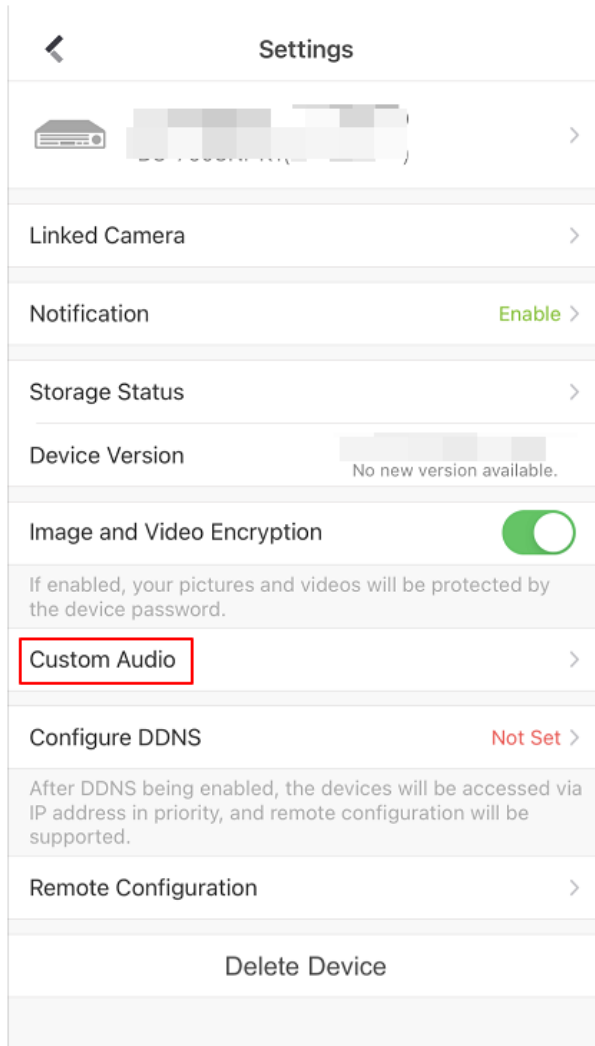 Settings
Linked Camera
Notification
Enable
Storage Status
Device Version
No new version available.
Image and Video Encryption
If enabled, your pictures and videos will be protected by
the device password.
Custom Audio
Configure DDNS
Not Set
After DDNS being enabled, the devices will be accessed via
IP address in priority, and remote configuration will be
supported.
Remote Configuration
Delete Device